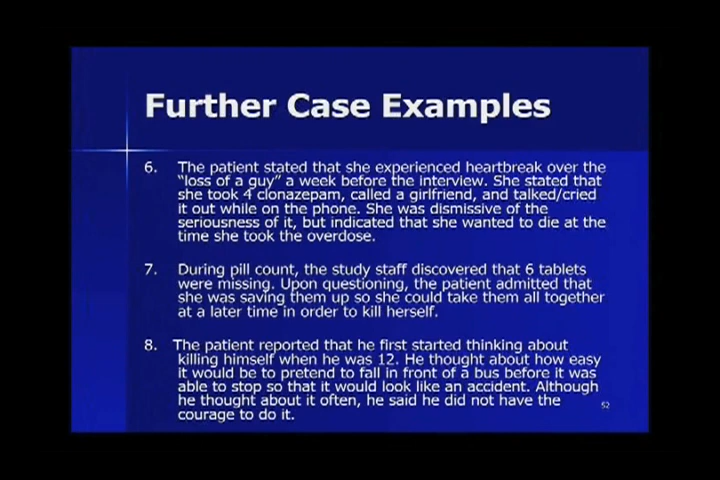 Further Case Examples
6. The patient stated that she experienced heartbreak over the
"loss of a guy" a week before the interview. She stated that
she took 4 clonazepam, called a girlfriend, and talked/cried
it out while on the phone. She was dismissive of the
seriousness of it, but indicated that she wanted to die at the
time she took the overdose.
7. During pill count, the study staff discovered that 6 tablets
were missing. Upon questioning, the patient admitted that
she was saving them up so she could take them all together
at a later time in order to kill herself.
8. The patient reported that he first started thinking about
killing himself when he was 12. He thought about how easy
it would be to pretend to fall in front of a bus before it was
able to stop so that it would look like an accident. Although
he thought about it often, he said he did not have the
courage to do it.
52